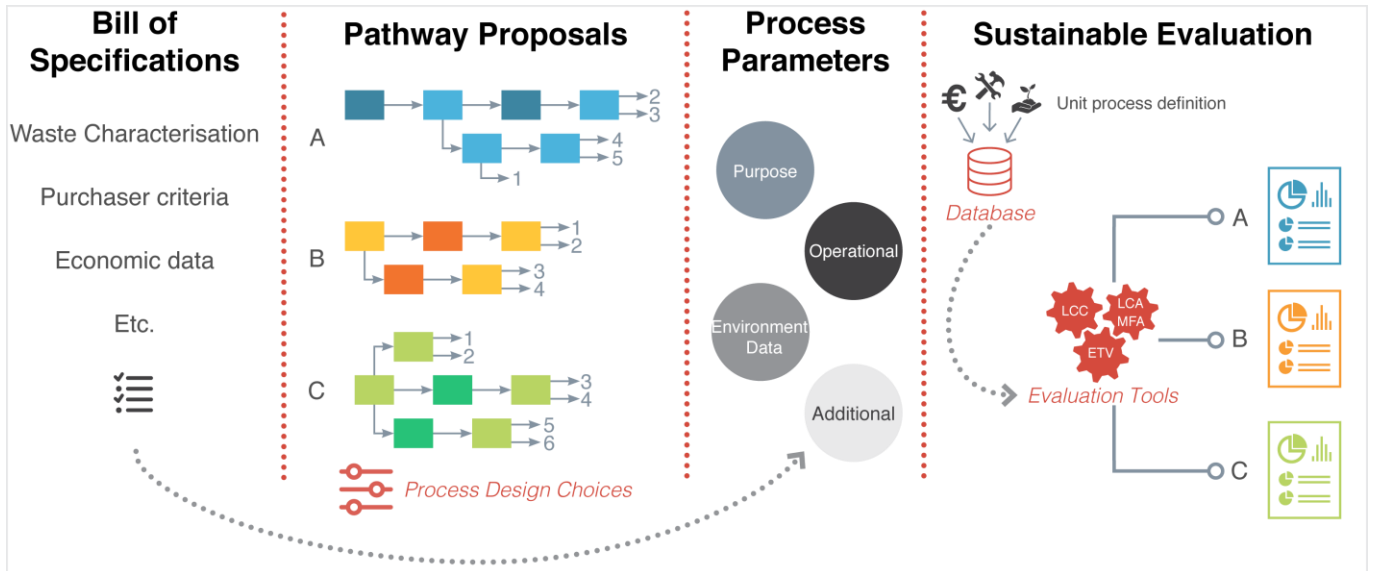 Bill of
Specifications
Waste Characterisation
Purchaser criteria
Economic data
Etc.
Pathway Proposals
A
2
3
4
5
1
B
1
2
3
4
C
1
2
3
4
5
6
Process Design Choices
Process
Parameters
Purpose
Operational
Environment
Data
Additional
Sustainable Evaluation
€
Unit process definition
Database
LCC
LCA
MFA
ETV
Evaluation Tools
A
B
C